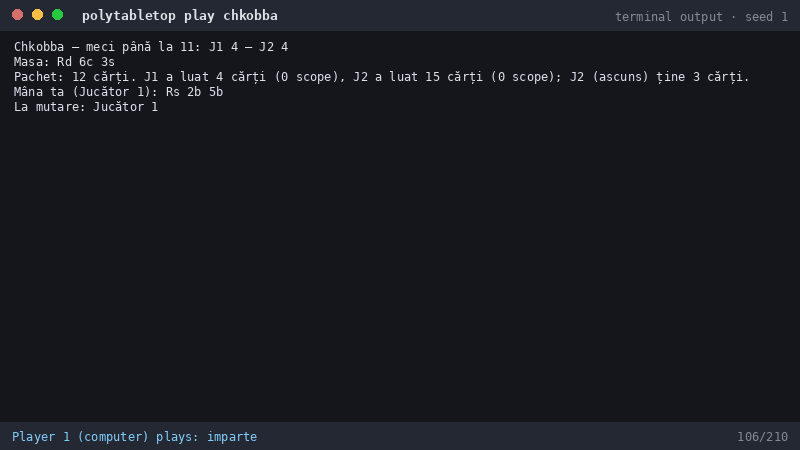 polytabletop play chkobba
terminal output · seed 1
Chkobba — meci până la 11: J1 4 — J2 4
Masa: Rd 6c 3s
Pachet: 12 cărți. J1 a luat 4 cărți (0 scope), J2 a luat 15 cărți (0 scope); J2 (ascuns) ține 3 cărți.
Mâna ta (Jucător 1): Rs 2b 5b
La mutare: Jucător 1
Player 1 (computer) plays: imparte
106/210